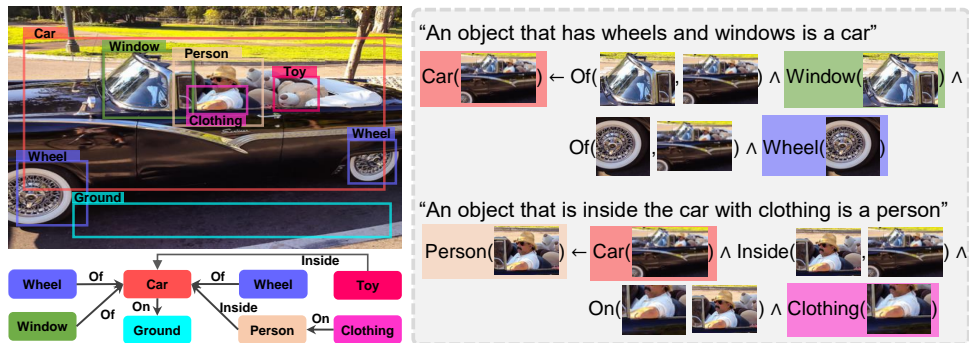 Car
Window
Person
Toy
Clothing
Wheel
Wheel
Ground
Inside
Wheel
Of
Car
Of
Wheel
Toy
Of
On
Inside
Window
Ground
Person
On
Clothing
“An object that has wheels and windows is a car”
Car( ) ← Of( , ) ∧ Window( ) ∧
Of( , ) ∧ Wheel( )
“An object that is inside the car with clothing is a person”
Person( ) ← Car( ) ∧ Inside( , ) ∧
On( , ) ∧ Clothing( )